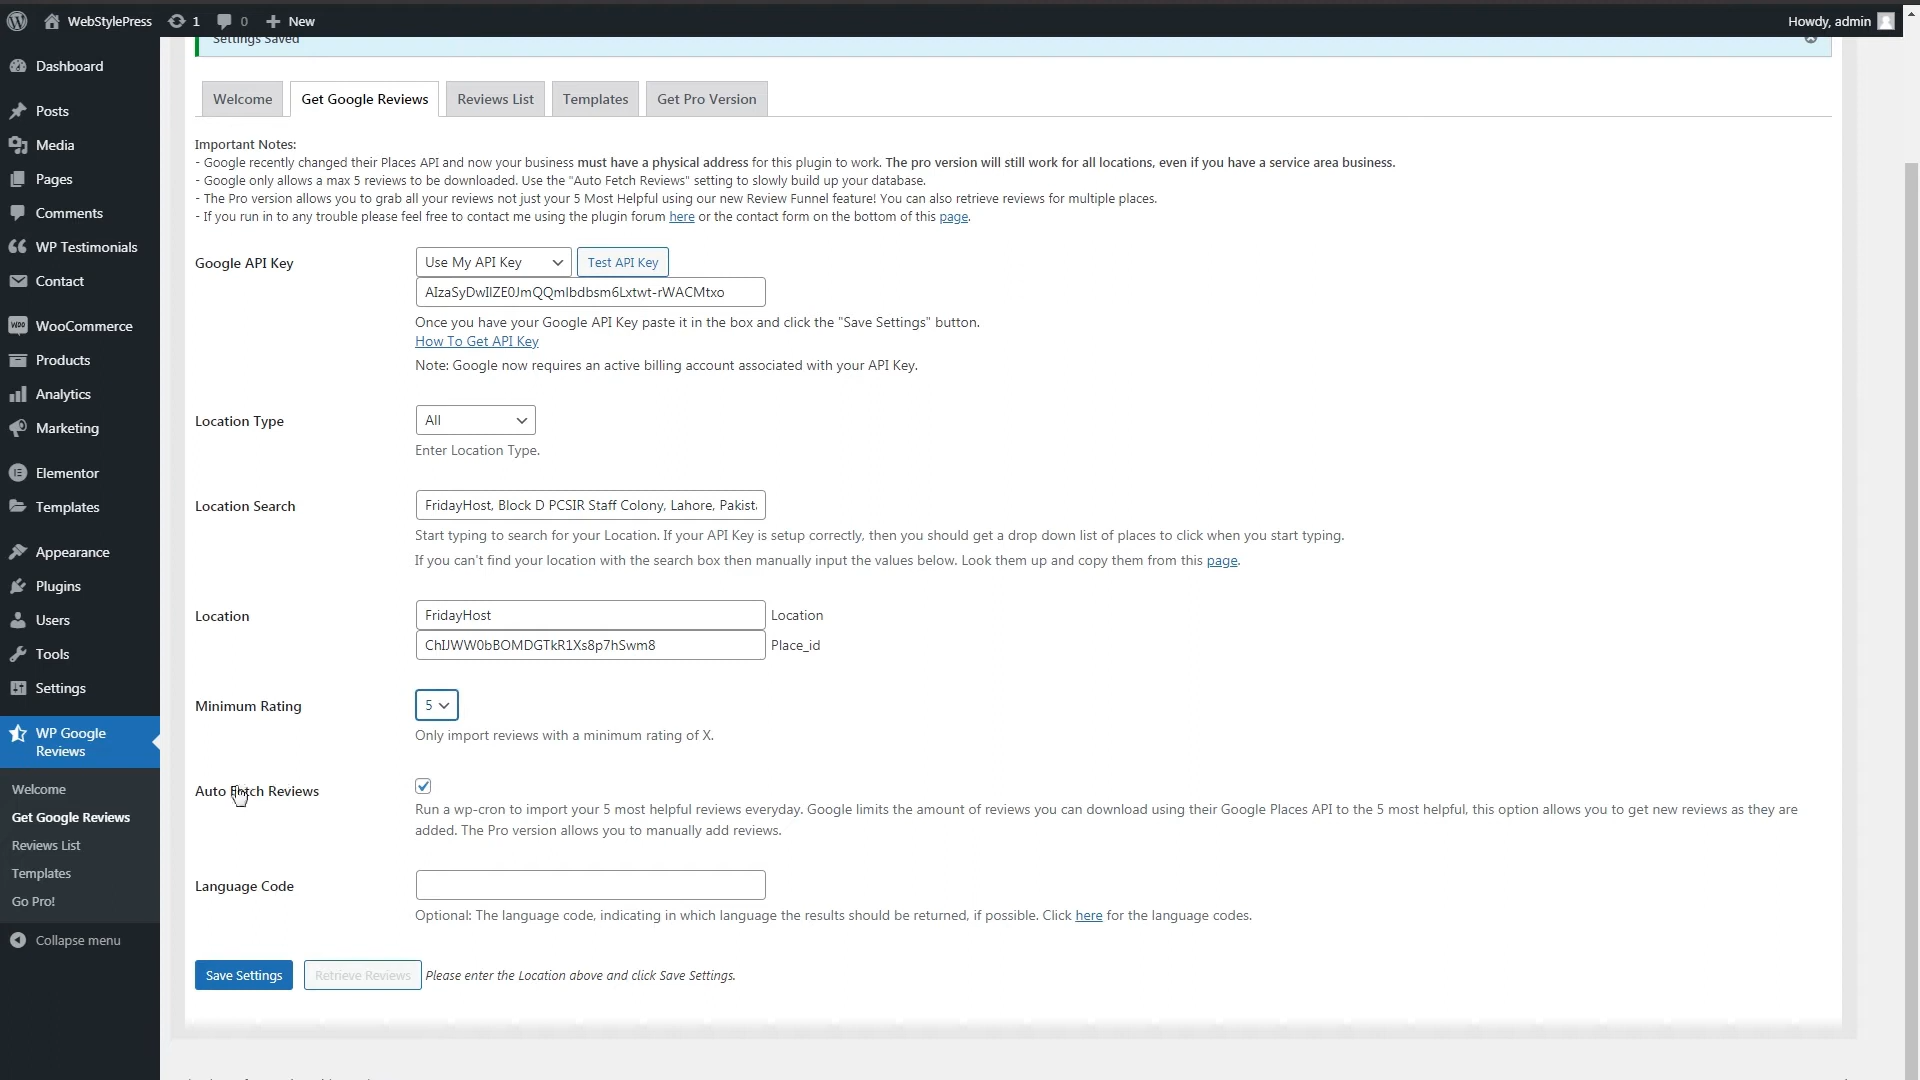 WebStylePress
1
0
New
Howdy, admin
Dashboard
Posts
Media
Pages
Comments
WP Testimonials
Contact
WooCommerce
Products
Analytics
Marketing
Elementor
Templates
Appearance
Plugins
Users
Tools
Settings
WP Google
Reviews
Welcome
Get Google Reviews
Reviews List
Templates
Go Pro!
Collapse menu
Settings Saved
Welcome
Get Google Reviews
Reviews List
Templates
Get Pro Version
Important Notes:
- Google recently changed their Places API and now your business must have a physical address for this plugin to work. The pro version will still work for all locations, even if you have a service area business.
- Google only allows a max 5 reviews to be downloaded. Use the "Auto Fetch Reviews" setting to slowly build up your database.
- The Pro version allows you to grab all your reviews not just your 5 Most Helpful using our new Review Funnel feature! You can also retrieve reviews for multiple places.
- If you run in to any trouble please feel free to contact me using the plugin forum here or the contact form on the bottom of this page.
Google API Key
Use My API Key
Test API Key
AIzaSyDwIlZE0JmQQmlbdbsm6Lxtwt-rWACMtxo
Once you have your Google API Key paste it in the box and click the "Save Settings" button.
How To Get API Key
Note: Google now requires an active billing account associated with your API Key.
Location Type
All
Enter Location Type.
Location Search
FridayHost, Block D PCSIR Staff Colony, Lahore, Pakist
Start typing to search for your Location. If your API Key is setup correctly, then you should get a drop down list of places to click when you start typing.
If you can't find your location with the search box then manually input the values below. Look them up and copy them from this page.
Location
FridayHost
Location
ChIJWW0bBOMDGTkR1Xs8p7hSwm8
Place_id
Minimum Rating
5
Only import reviews with a minimum rating of X.
Auto Fetch Reviews
Run a wp-cron to import your 5 most helpful reviews everyday. Google limits the amount of reviews you can download using their Google Places API to the 5 most helpful, this option allows you to get new reviews as they are
added. The Pro version allows you to manually add reviews.
Language Code
Optional: The language code, indicating in which language the results should be returned, if possible. Click here for the language codes.
Save Settings
Retrieve Reviews
Please enter the Location above and click Save Settings.